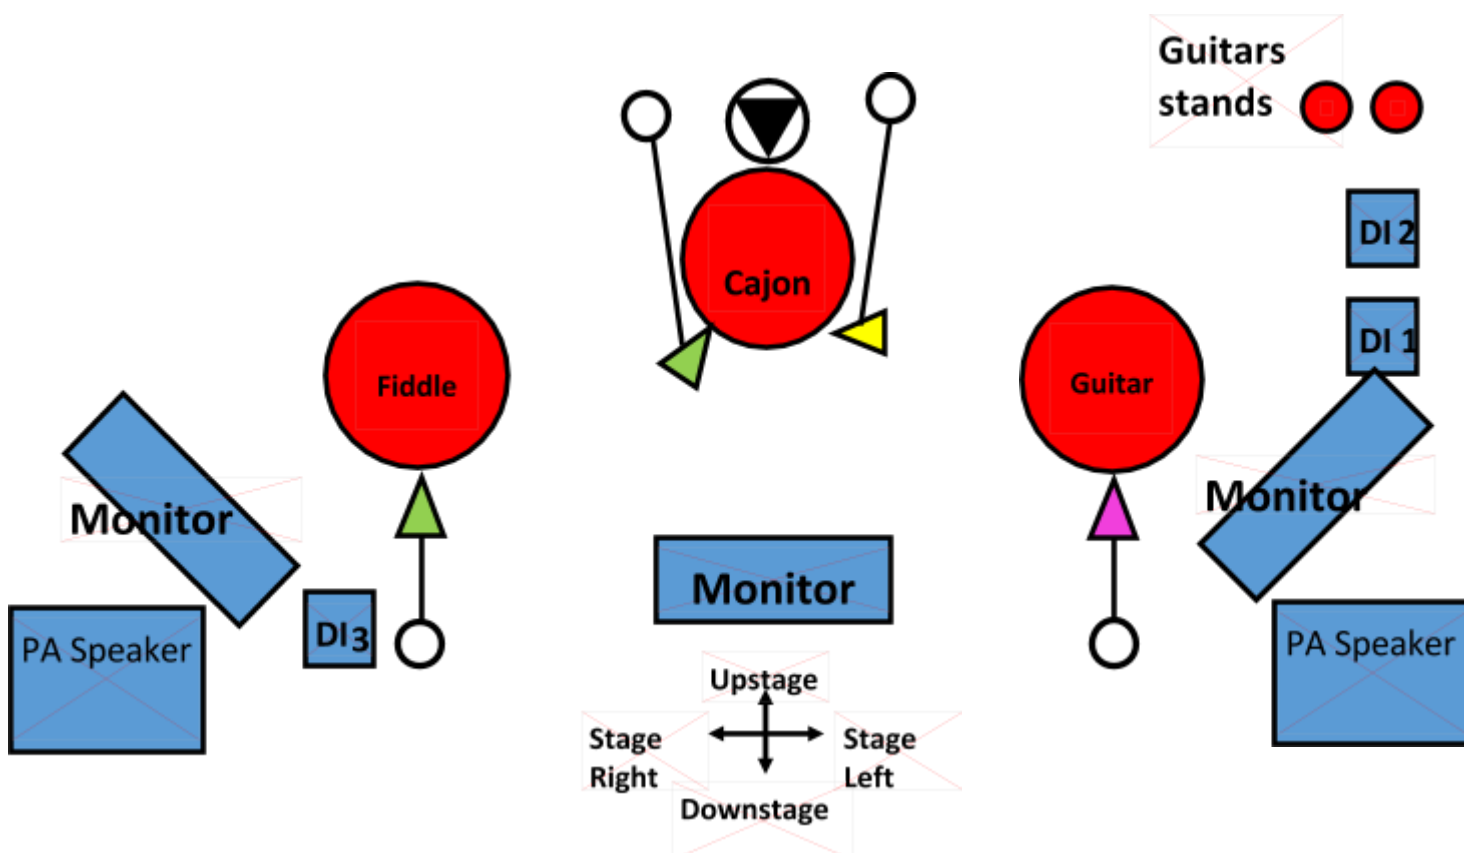 Guitars
stands
DI 2
Cajon
DI 1
Fiddle
Guitar
Monitor
Monitor
Monitor
DI3
PA Speaker
PA Speaker
Upstage
Stage
Right
Stage
Left
Downstage